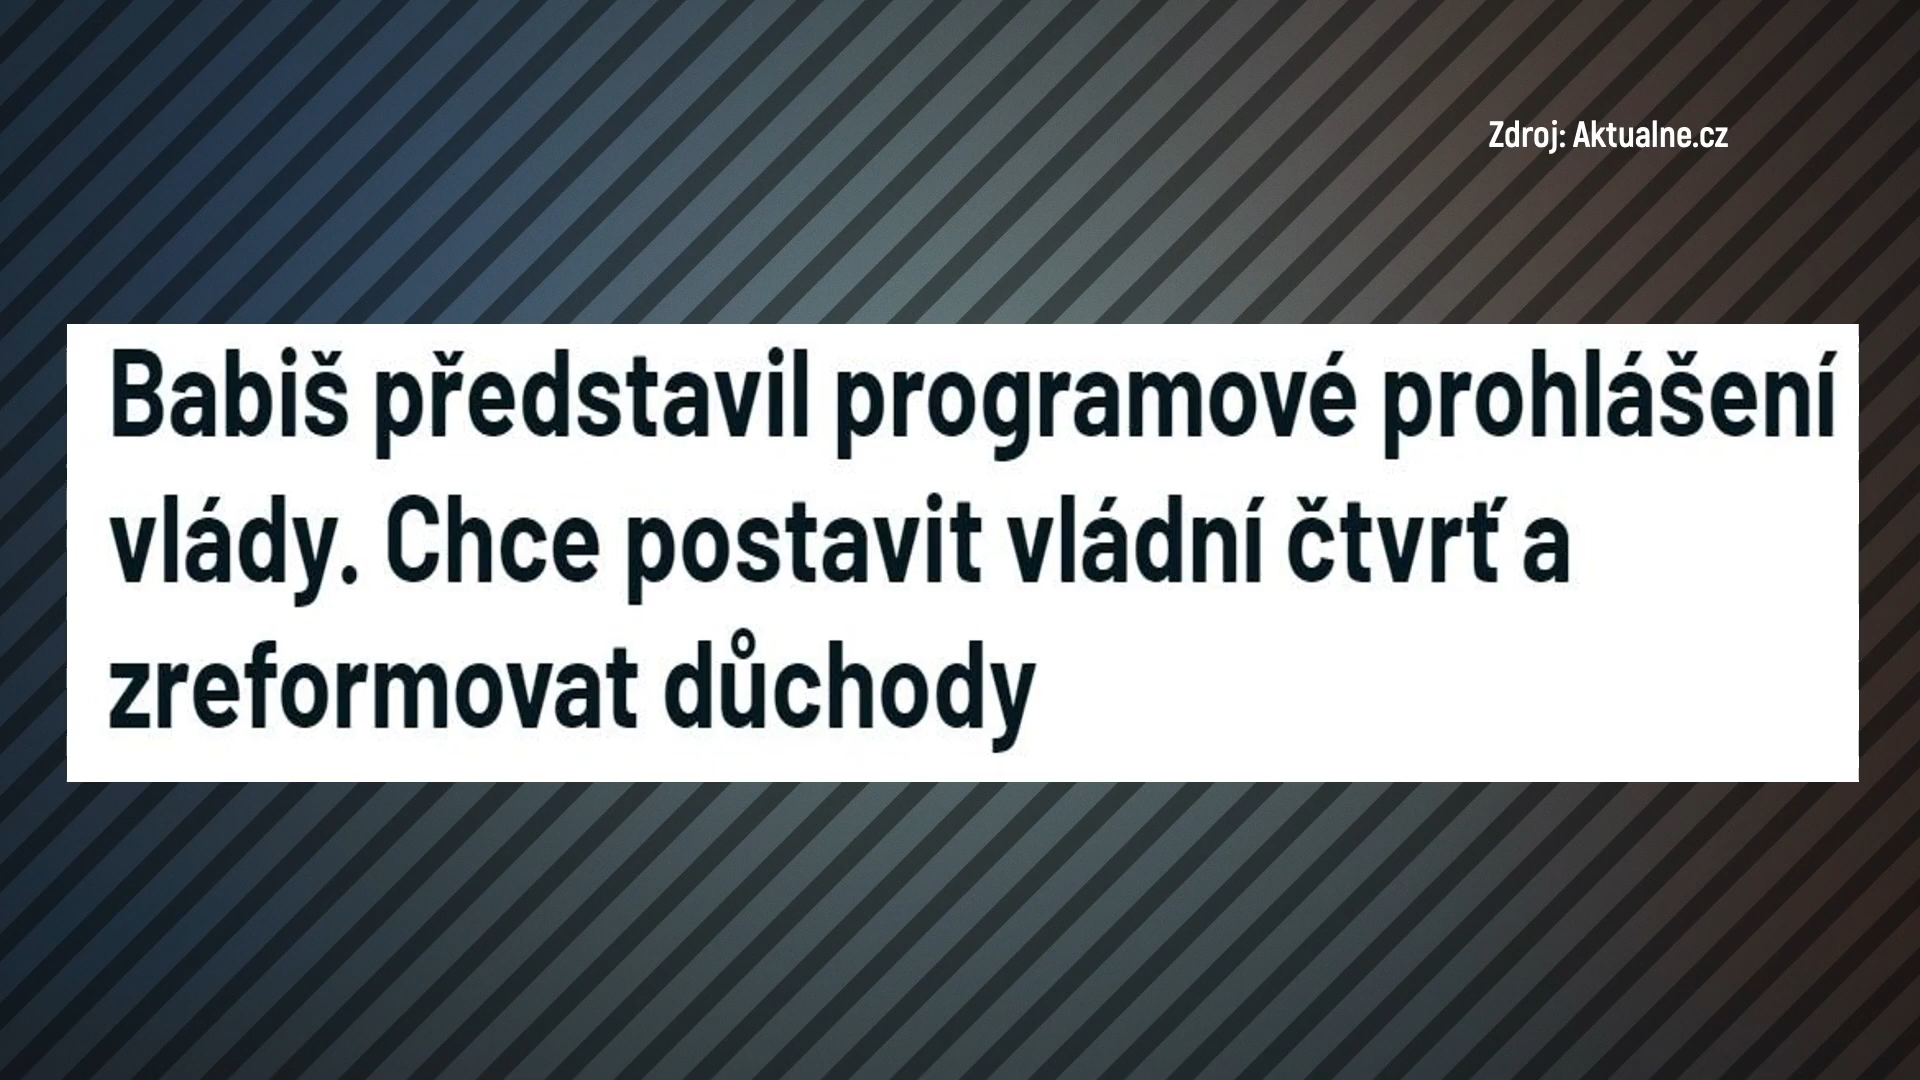 Zdroj: Aktualne.cz
Babiš představil programové prohlášení
vlády. Chce postavit vládní čtvrť a
zreformovat důchody